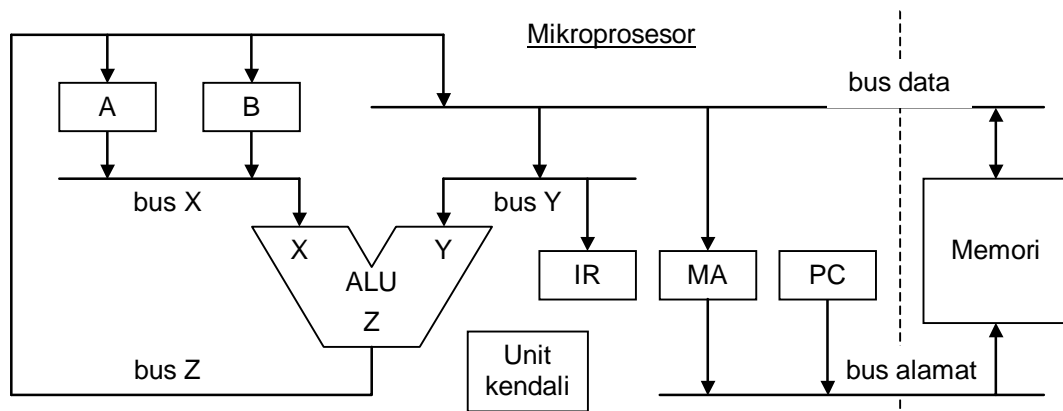 Mikroprosesor
bus data
A
B
bus X
bus Y
X
Y
ALU
Z
IR
MA
PC
Memori
Unit
kendali
bus Z
bus alamat